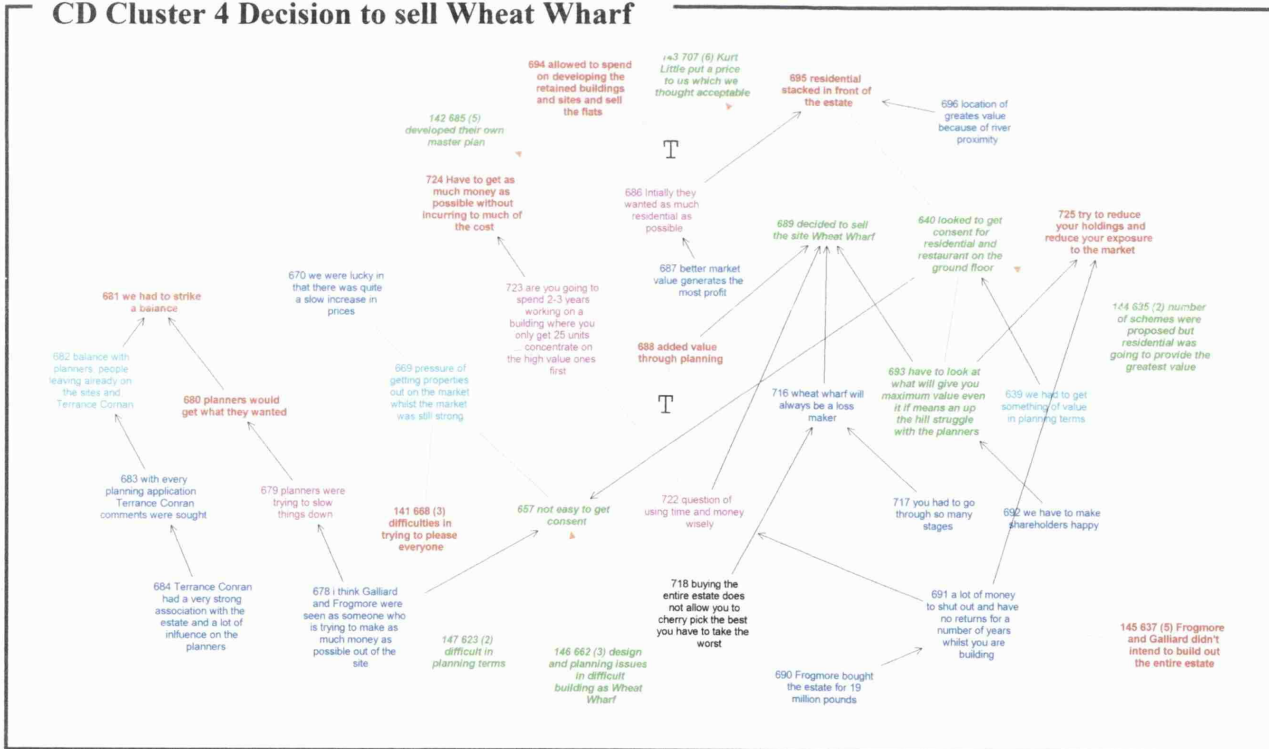 CD Cluster 4 Decision to sell Wheat Wharf
694 allowed to spend
on developing the
retained buildings
and sites and sell
the flats
143 707 (6) Kurt
Little put a price
to us which we
thought acceptable
695 residential
stacked in front of
the estate
696 location of
greates value
because of river
proximity
142 685 (5)
developed their own
master plan
T
724 Have to get as
much money as
possible without
incurring to much of
the cost
686 Intially they
wanted as much
residential as
possible
689 decided to sell
the site Wheat Wharf
640 looked to get
consent for
residential and
restaurant on the
ground floor
725 try to reduce
your holdings and
reduce your exposure
to the market
670 we were lucky in
that there was quite
a slow increase in
prices
687 better market
value generates the
most profit
681 we had to strike
a balance
723 are you going to
spend 2-3 years
working on a
building where you
only get 25 units
... concentrate on
the high value ones
first
144 635 (2) number
of schemes were
proposed but
residential was
going to provide the
greatest value
688 added value
through planning
682 balance with
planners people
leaving already on
the sites and
Terrance Cornan
669 pressure of
getting properties
out on the market
whilst the market
was still strong
693 have to look at
what will give you
maximum value even
it if means an up
the hill struggle
with the planners
716 wheat wharf will
always be a loss
maker
639 we had to get
something of value
in planning terms
680 planners would
get what they wanted
T
683 with every
planning application
Terrance Conran
comments were sought
679 planners were
trying to slow
things down
141 668 (3)
difficulties in
trying to please
everyone
657 not easy to get
consent
722 question of
using time and money
wisely
717 you had to go
through so many
stages
692 we have to make
shareholders happy
684 Terrance Conran
had a very strong
association with the
estate and a lot of
influence on the
planners
678 i think Galliard
and Frogmore were
seen as someone who
is trying to make as
much money as
possible out of the
site
718 buying the
entire estate does
not allow you to
cherry pick the best
you have to take the
worst
691 a lot of money
to shut out and have
no returns for a
number of years
whilst you are
building
147 623 (2)
difficult in
planning terms
146 662 (3) design
and planning issues
in difficult
building as Wheat
Wharf
145 637 (5) Frogmore
and Galliard didn't
intend to build out
the entire estate
690 Frogmore bought
the estate for 19
million pounds